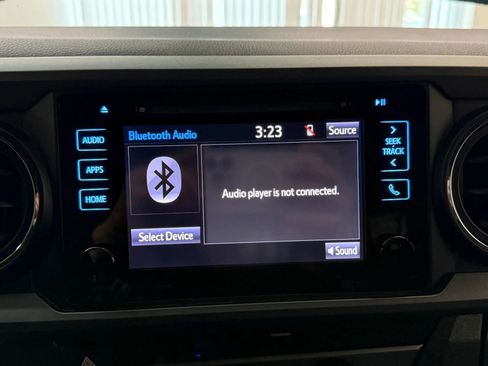 Bluetooth Audio
3:23
Source
AUDIO
APPS
HOME
SEEK
TRACK
Audio player is not connected.
Select Device
Sound